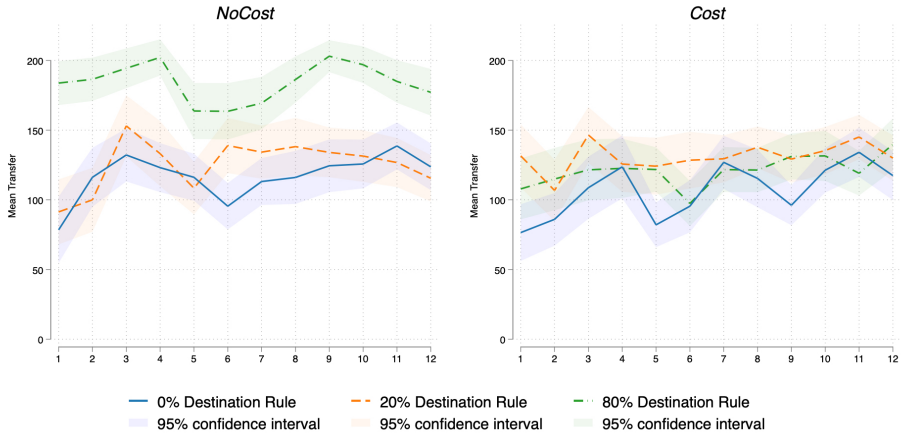 NoCost
Cost
Mean Transfer
200
150
100
50
0
1 2 3 4 5 6 7 8 9 10 11 12
Mean Transfer
200
150
100
50
0
1 2 3 4 5 6 7 8 9 10 11 12
0% Destination Rule 20% Destination Rule 80% Destination Rule
95% confidence interval 95% confidence interval 95% confidence interval